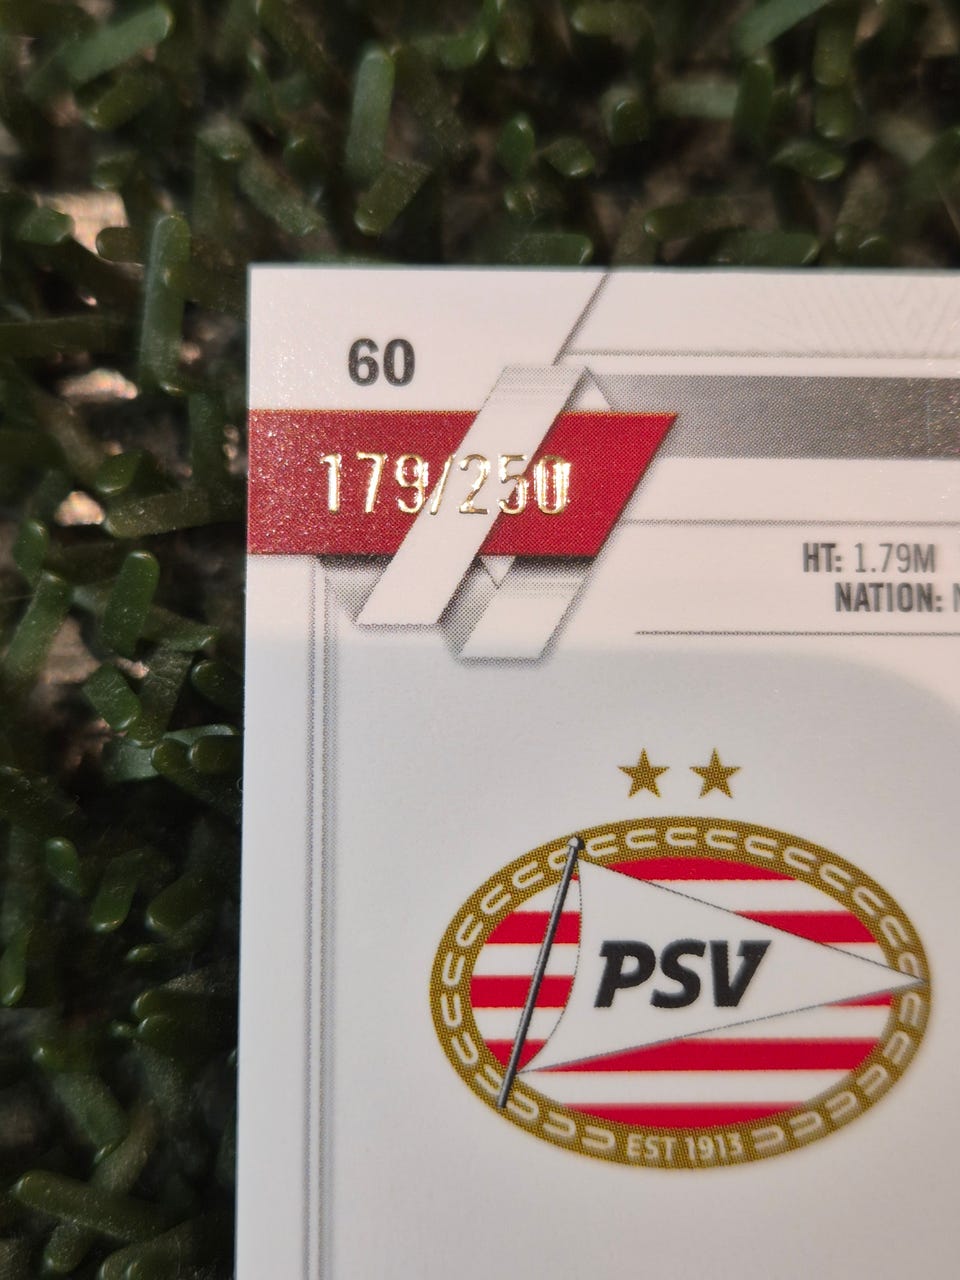 60
179/250
HT: 1.79M
NATION:
PSV
EST 1913